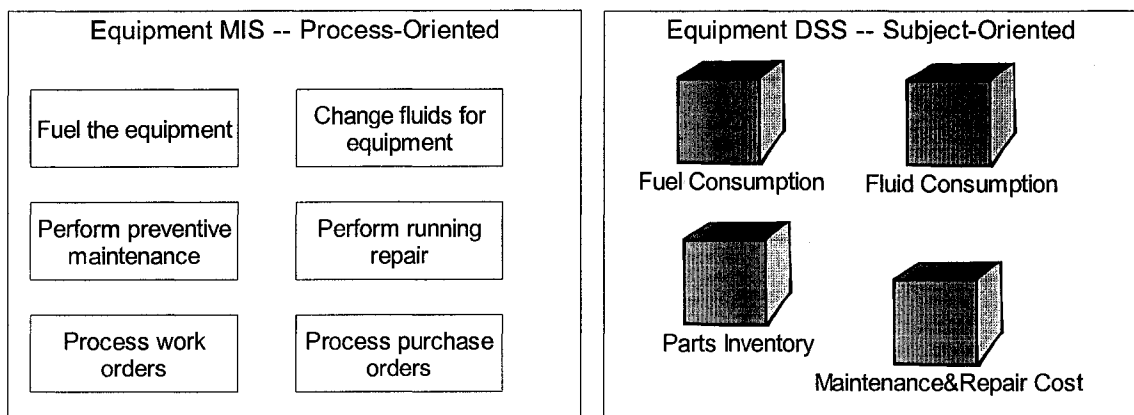 Equipment MIS -- Process-Oriented
Fuel the equipment
Change fluids for
equipment
Perform preventive
maintenance
Perform running
repair
Process work
orders
Process purchase
orders
Equipment DSS -- Subject-Oriented
Fuel Consumption
Fluid Consumption
Parts Inventory
Maintenance&Repair Cost